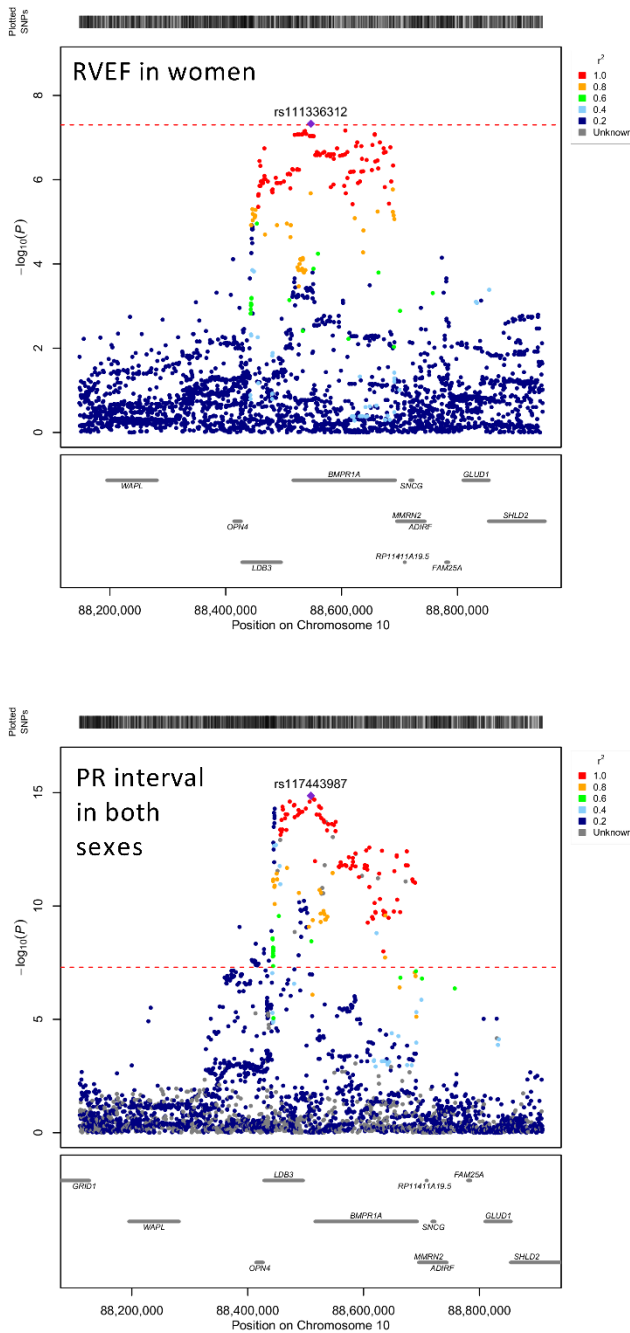 Plotted
SNPs
RVEF in women
rs111336312
r²
1.0
0.8
0.6
0.4
0.2
Unknown
8
6
4
2
0
−log₁₀(P)
BMPR1A
GLUD1
WAPL
SNCG
MMRN2
SHLD2
OPN4
ADIRF
RP11411A19.5
LDB3
FAM25A
88,200,000
88,400,000
88,600,000
88,800,000
Position on Chromosome 10
Plotted
SNPs
PR interval
in both
sexes
rs117443987
r²
1.0
0.8
0.6
0.4
0.2
Unknown
15
10
5
0
−log₁₀(P)
LDB3
FAM25A
GRID1
RP11411A19.5
BMPR1A
GLUD1
WAPL
SNCG
MMRN2
SHLD2
OPN4
ADIRF
88,200,000
88,400,000
88,600,000
88,800,000
Position on Chromosome 10